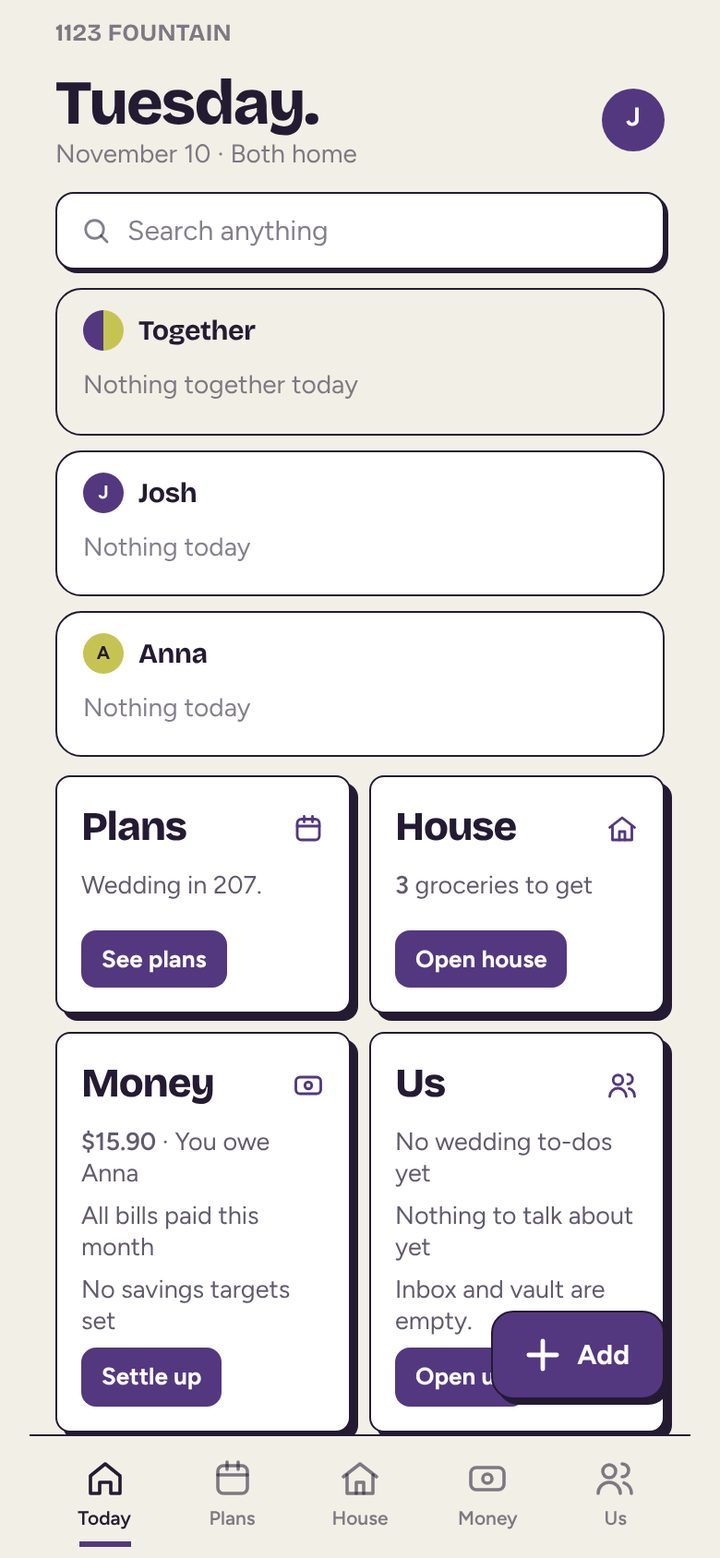 1123 FOUNTAIN
Tuesday.
J
November 10 · Both home
Search anything
Together
Nothing together today
J Josh
Nothing today
A Anna
Nothing today
Plans
Wedding in 207.
See plans
House
3 groceries to get
Open house
Money
$15.90 · You owe
Anna
All bills paid this
month
No savings targets
set
Settle up
Us
No wedding to-dos
yet
Nothing to talk about
yet
Inbox and vault are
empty.
Open
Add
Today
Plans
House
Money
Us